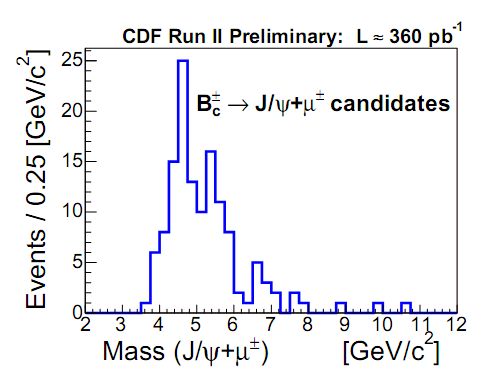 CDF Run II Preliminary: L ≈ 360 pb⁻¹
B_c^± → J/ψ+μ^± candidates
Events / 0.25 [GeV/c²]
25
20
15
10
5
0
2 3 4 5 6 7 8 9 10 11 12
Mass (J/ψ+μ^±) [GeV/c²]